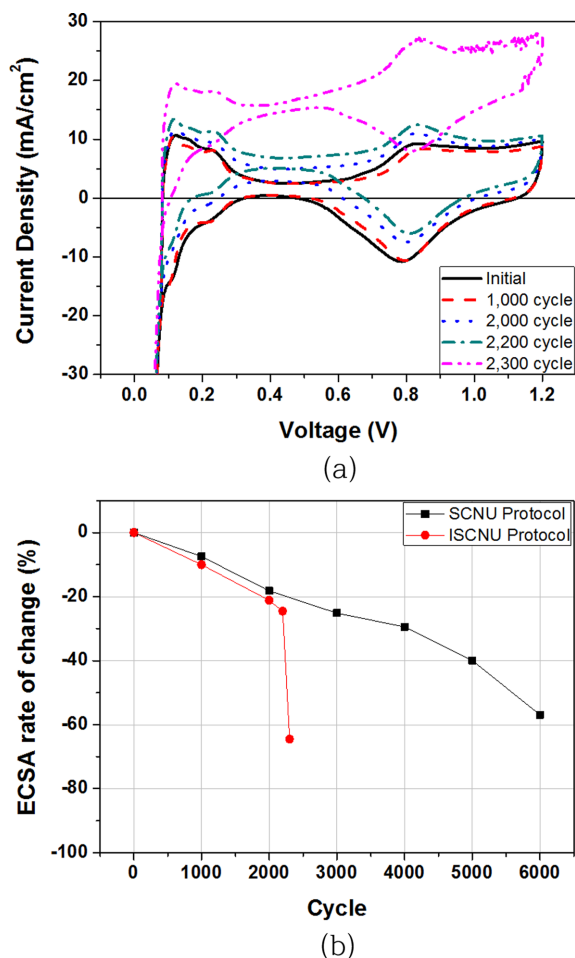 30
20
10
0
-10
-20
-30
Current Density (mA/cm²)
Initial
1,000 cycle
2,000 cycle
2,200 cycle
2,300 cycle
0.0 0.2 0.4 0.6 0.8 1.0 1.2
Voltage (V)
(a)
SCNU Protocol
ISCNU Protocol
0
-20
-40
-60
-80
-100
ECSA rate of change (%)
0 1000 2000 3000 4000 5000 6000
Cycle
(b)